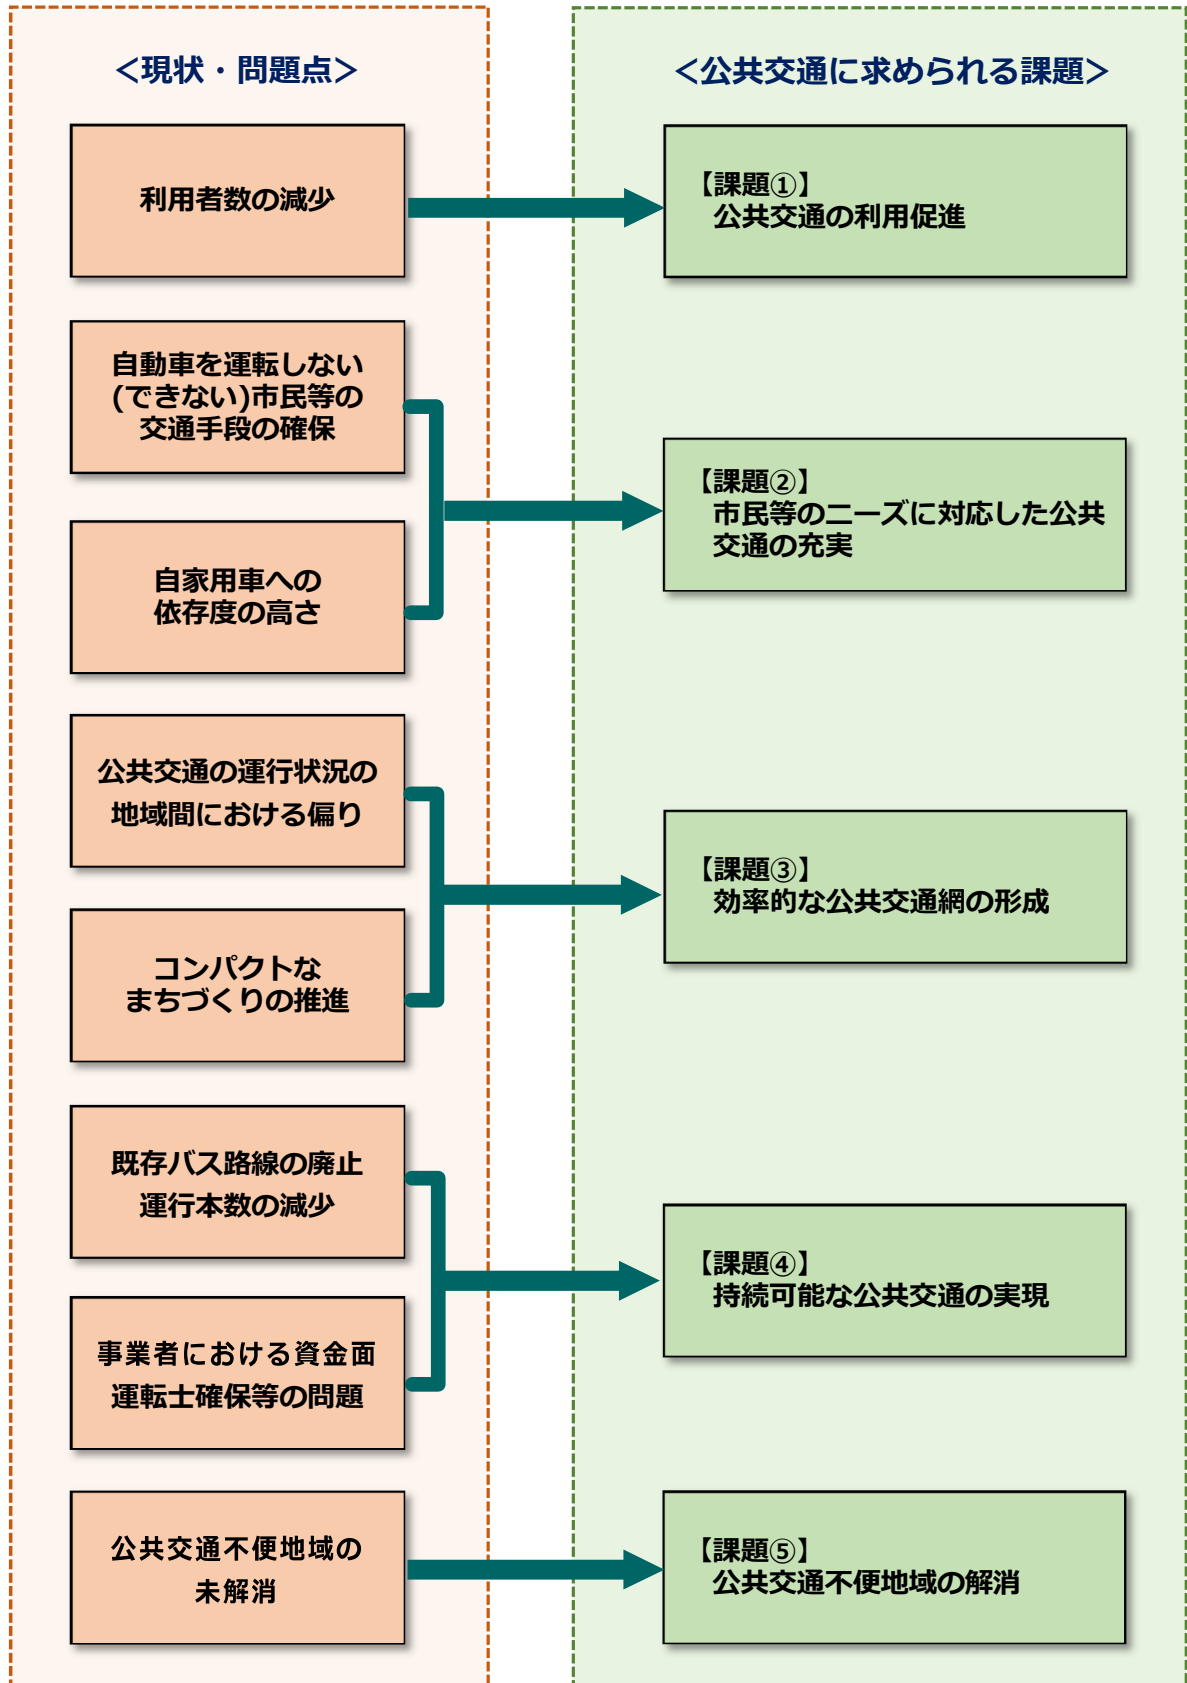 ＜現状・問題点＞
利用者数の減少
自動車を運転しない
(できない)市民等の
交通手段の確保
自家用車への
依存度の高さ
公共交通の運行状況の
地域間における偏り
コンパクトな
まちづくりの推進
既存バス路線の廃止
運行本数の減少
事業者における資金面
運転士確保等の問題
公共交通不便地域の
未解消
＜公共交通に求められる課題＞
【課題①】
公共交通の利用促進
【課題②】
市民等のニーズに対応した公共
交通の充実
【課題③】
効率的な公共交通網の形成
【課題④】
持続可能な公共交通の実現
【課題⑤】
公共交通不便地域の解消